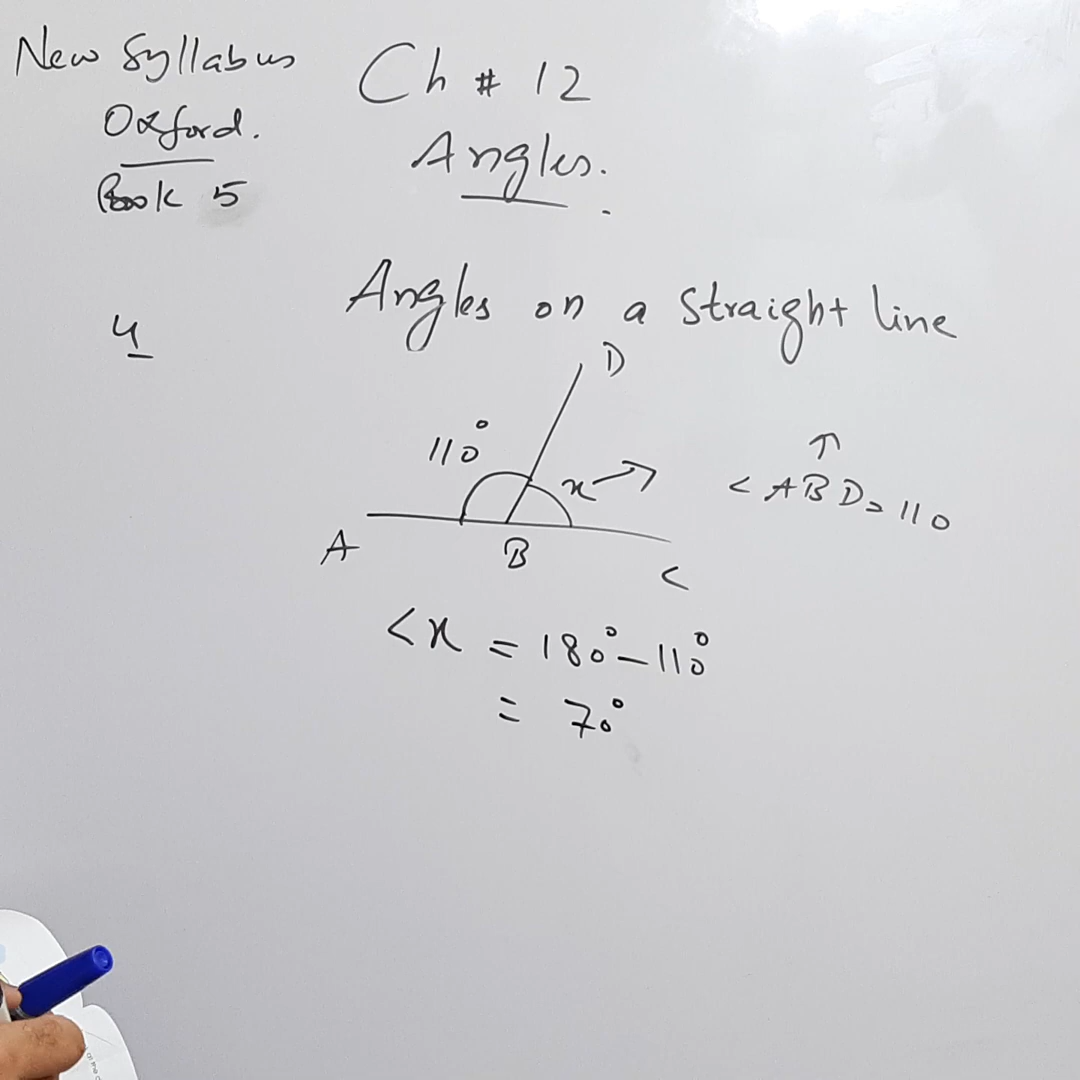 New Syllabus
Oxford.
Book 5
Ch # 12
Angles.
4
Angles on a Straight line
D
110°
x
< ABD = 110
A
B
C
<x = 180° - 110°
= 70°